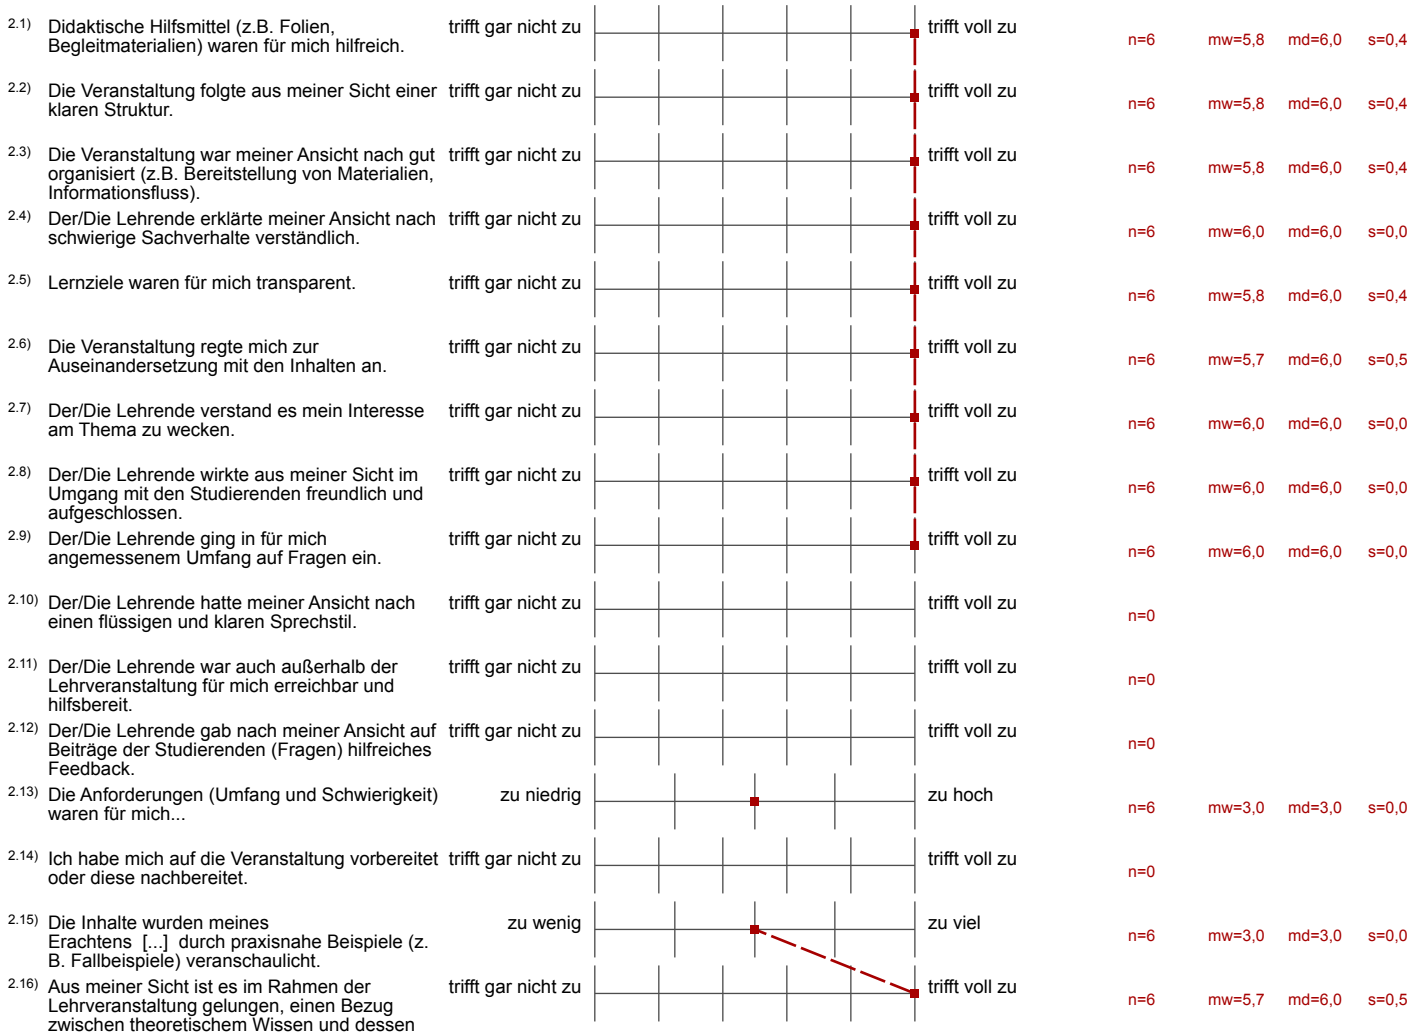 2.1) Didaktische Hilfsmittel (z.B. Folien, trifft gar nicht zu trifft voll zu n=6 mw=5,8 md=6,0 s=0,4
Begleitmaterialien) waren für mich hilfreich.
2.2) Die Veranstaltung folgte aus meiner Sicht einer trifft gar nicht zu trifft voll zu n=6 mw=5,8 md=6,0 s=0,4
klaren Struktur.
2.3) Die Veranstaltung war meiner Ansicht nach gut trifft gar nicht zu trifft voll zu n=6 mw=5,8 md=6,0 s=0,4
organisiert (z.B. Bereitstellung von Materialien,
Informationsfluss).
2.4) Der/Die Lehrende erklärte meiner Ansicht nach trifft gar nicht zu trifft voll zu n=6 mw=6,0 md=6,0 s=0,0
schwierige Sachverhalte verständlich.
2.5) Lernziele waren für mich transparent. trifft gar nicht zu trifft voll zu n=6 mw=5,8 md=6,0 s=0,4
2.6) Die Veranstaltung regte mich zur trifft gar nicht zu trifft voll zu n=6 mw=5,7 md=6,0 s=0,5
Auseinandersetzung mit den Inhalten an.
2.7) Der/Die Lehrende verstand es mein Interesse trifft gar nicht zu trifft voll zu n=6 mw=6,0 md=6,0 s=0,0
am Thema zu wecken.
2.8) Der/Die Lehrende wirkte aus meiner Sicht im trifft gar nicht zu trifft voll zu n=6 mw=6,0 md=6,0 s=0,0
Umgang mit den Studierenden freundlich und
aufgeschlossen.
2.9) Der/Die Lehrende ging in für mich trifft gar nicht zu trifft voll zu n=6 mw=6,0 md=6,0 s=0,0
angemessenem Umfang auf Fragen ein.
2.10) Der/Die Lehrende hatte meiner Ansicht nach trifft gar nicht zu trifft voll zu n=0
einen flüssigen und klaren Sprechstil.
2.11) Der/Die Lehrende war auch außerhalb der trifft gar nicht zu trifft voll zu n=0
Lehrveranstaltung für mich erreichbar und
hilfsbereit.
2.12) Der/Die Lehrende gab nach meiner Ansicht auf trifft gar nicht zu trifft voll zu n=0
Beiträge der Studierenden (Fragen) hilfreiches
Feedback.
2.13) Die Anforderungen (Umfang und Schwierigkeit) zu niedrig zu hoch n=6 mw=3,0 md=3,0 s=0,0
waren für mich...
2.14) Ich habe mich auf die Veranstaltung vorbereitet trifft gar nicht zu trifft voll zu n=0
oder diese nachbereitet.
2.15) Die Inhalte wurden meines zu wenig zu viel n=6 mw=3,0 md=3,0 s=0,0
Erachtens [...] durch praxisnahe Beispiele (z.
B. Fallbeispiele) veranschaulicht.
2.16) Aus meiner Sicht ist es im Rahmen der trifft gar nicht zu trifft voll zu n=6 mw=5,7 md=6,0 s=0,5
Lehrveranstaltung gelungen, einen Bezug
zwischen theoretischem Wissen und dessen